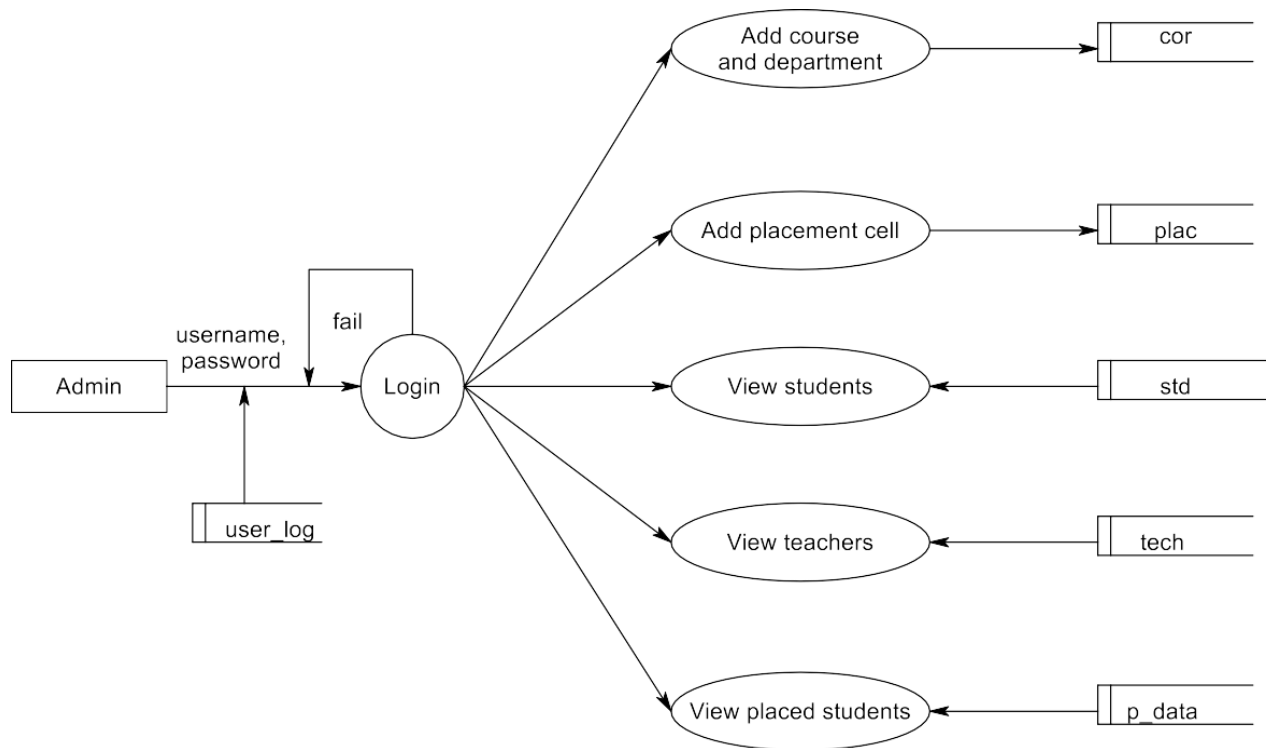 Add course
and department
cor
Add placement cell
plac
fail
username,
password
Admin
Login
View students
std
user_log
View teachers
tech
View placed students
p_data